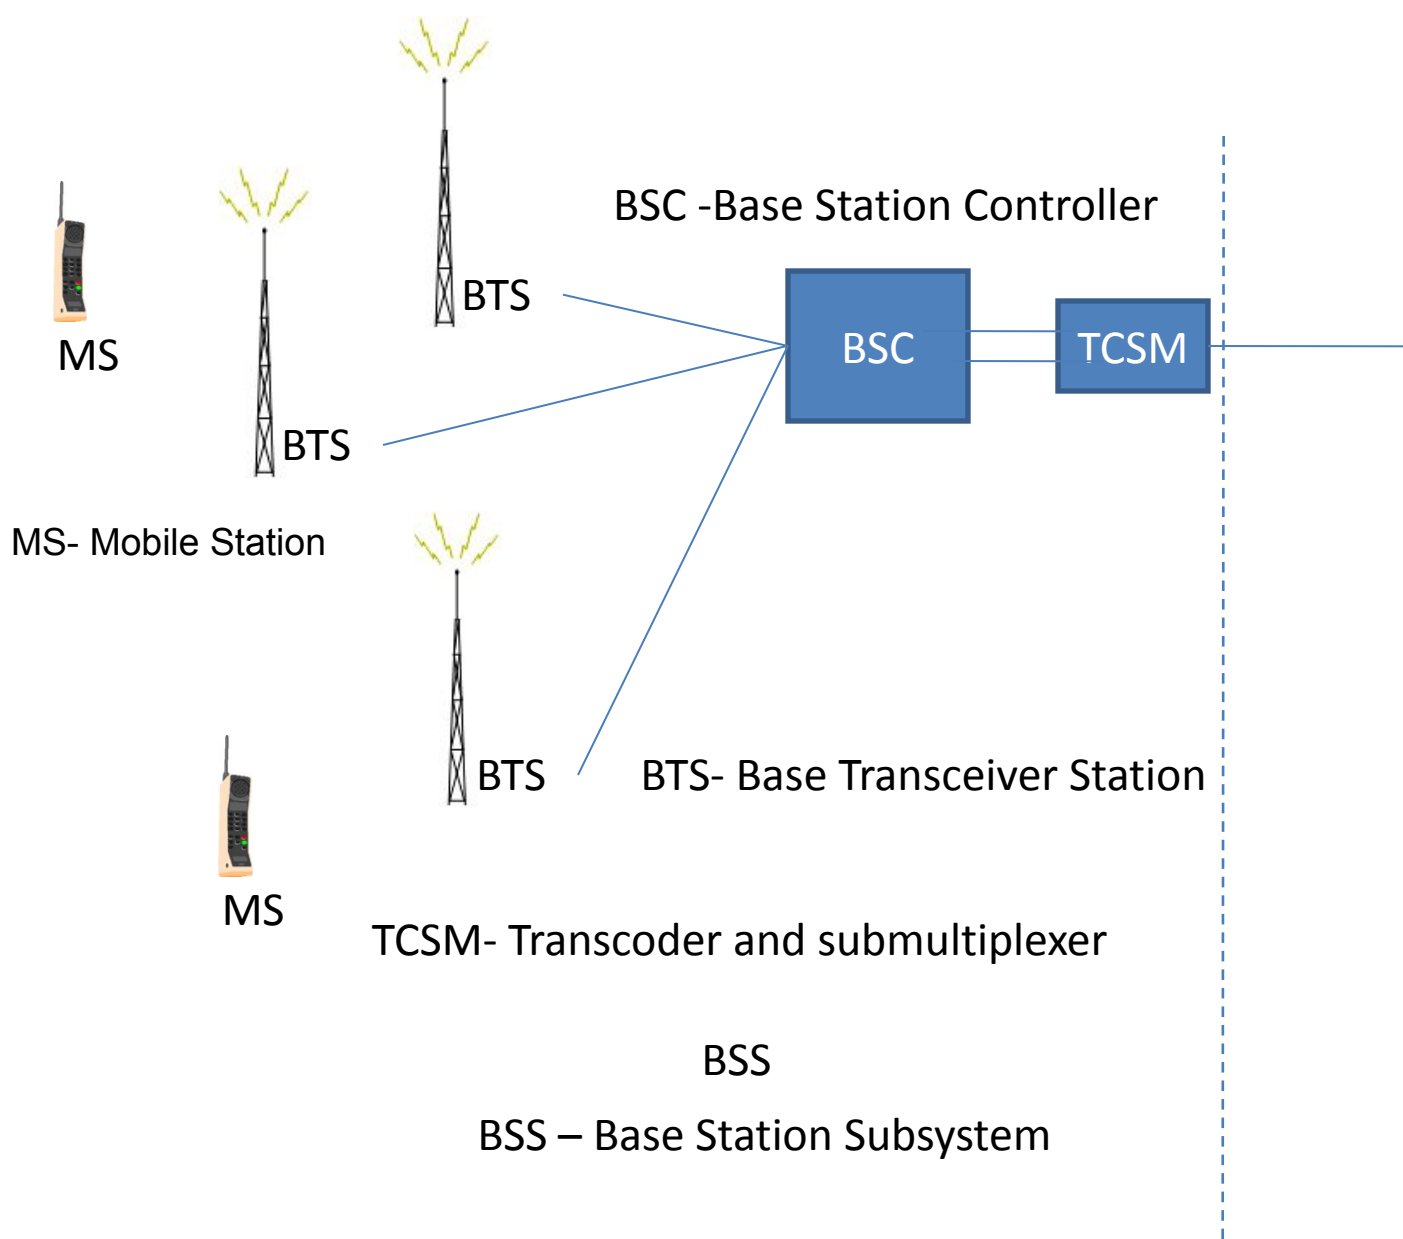 BSC -Base Station Controller
BTS
BSC
TCSM
MS
BTS
MS- Mobile Station
BTS
BTS- Base Transceiver Station
MS
TCSM- Transcoder and submultiplexer
BSS
BSS – Base Station Subsystem